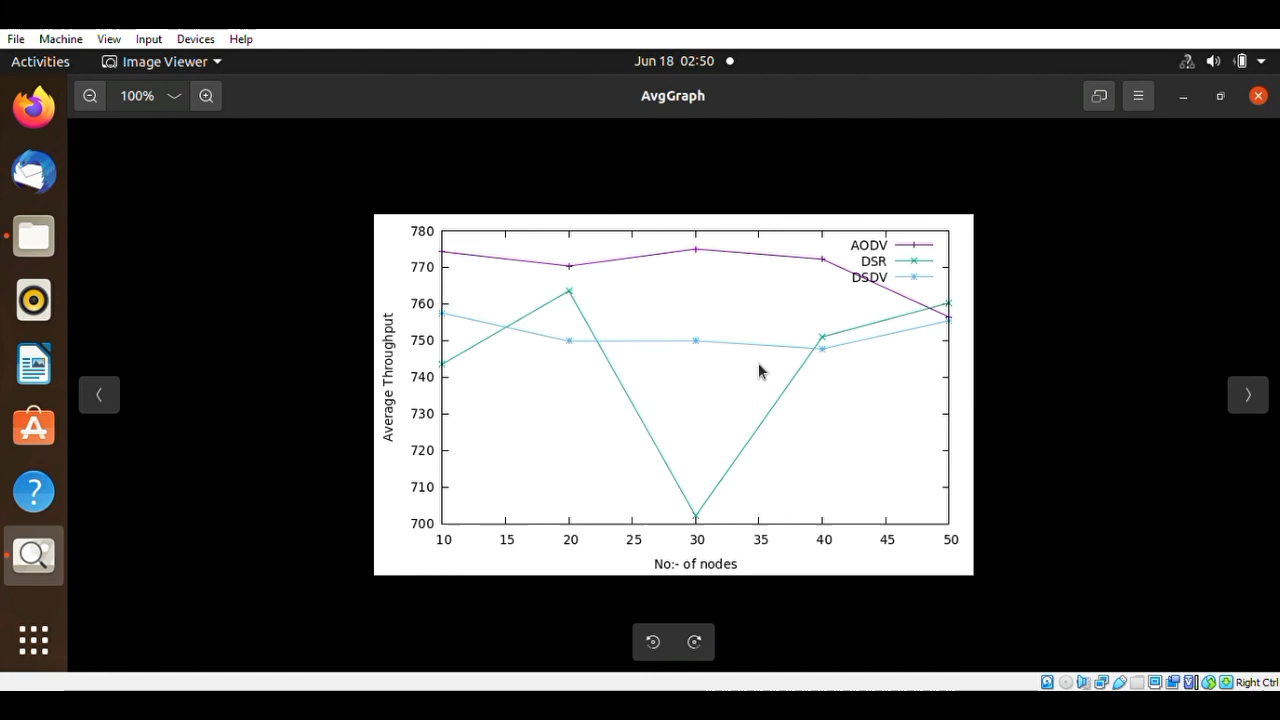 File Machine View Input Devices Help
Activities Image Viewer Jun 18 02:50
100% AvgGraph
780
770
760
750
740
730
720
710
700
Average Throughput
AODV
DSR
DSDV
10 15 20 25 30 35 40 45 50
No:- of nodes
Right Ctrl